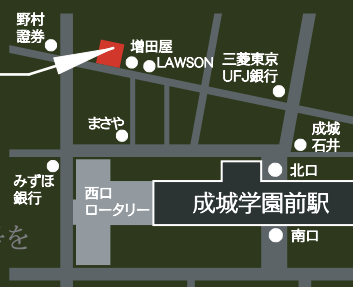 野村
證券
増田屋
LAWSON
三菱東京
UFJ銀行
まさや
成城
石井
みずほ
銀行
西口
ロータリー
北口
成城学園前駅
南口
を